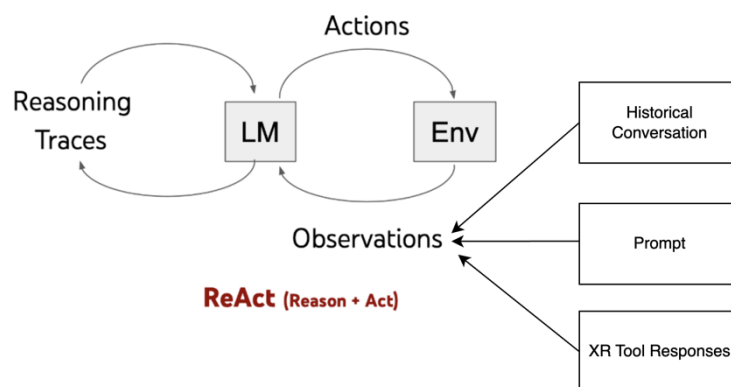 Actions
Reasoning
Traces
LM
Env
Historical
Conversation
Observations
Prompt
ReAct (Reason + Act)
XR Tool Responses